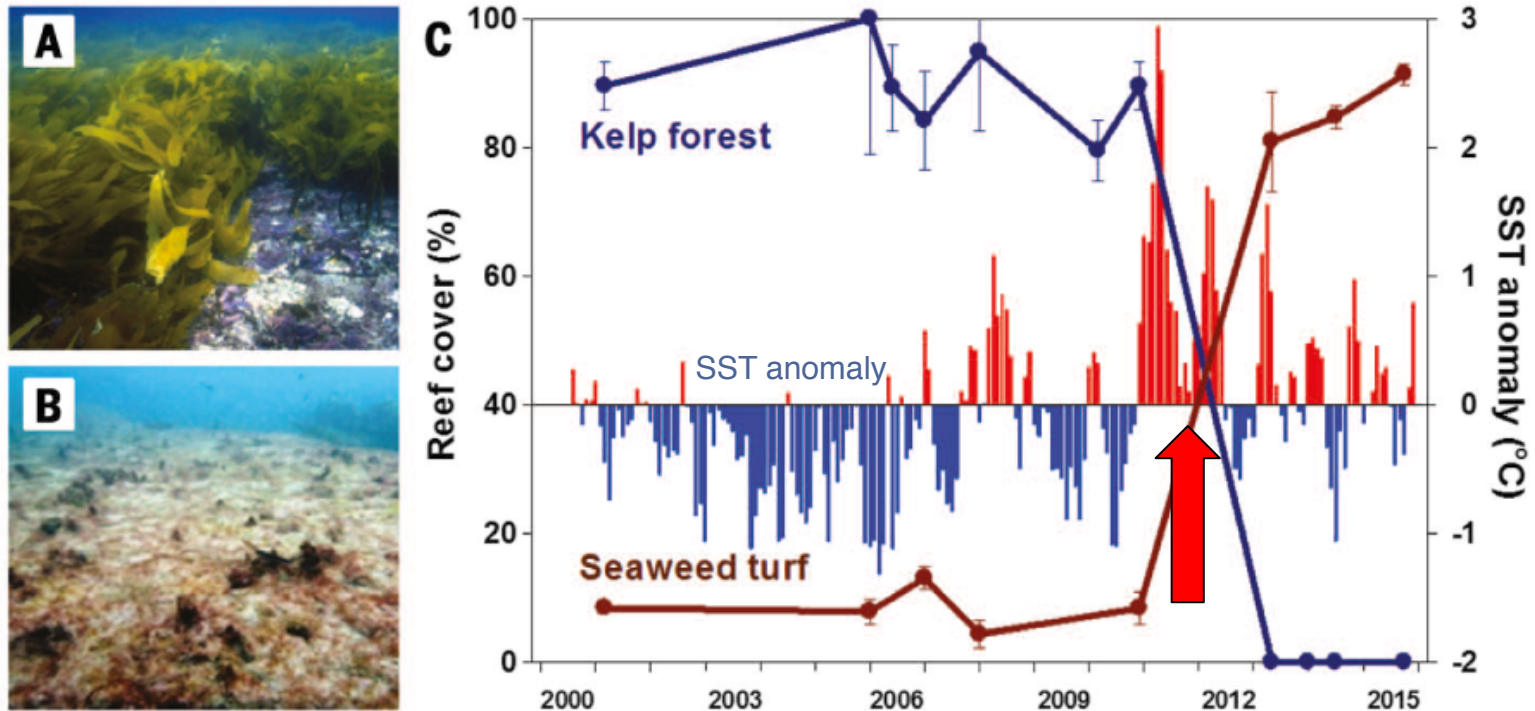 A
B
C
Reef cover (%)
100
80
60
40
20
0
Kelp forest
SST anomaly
Seaweed turf
3
2
1
0
-1
-2
SST anomaly (°C)
2000 2003 2006 2009 2012 2015